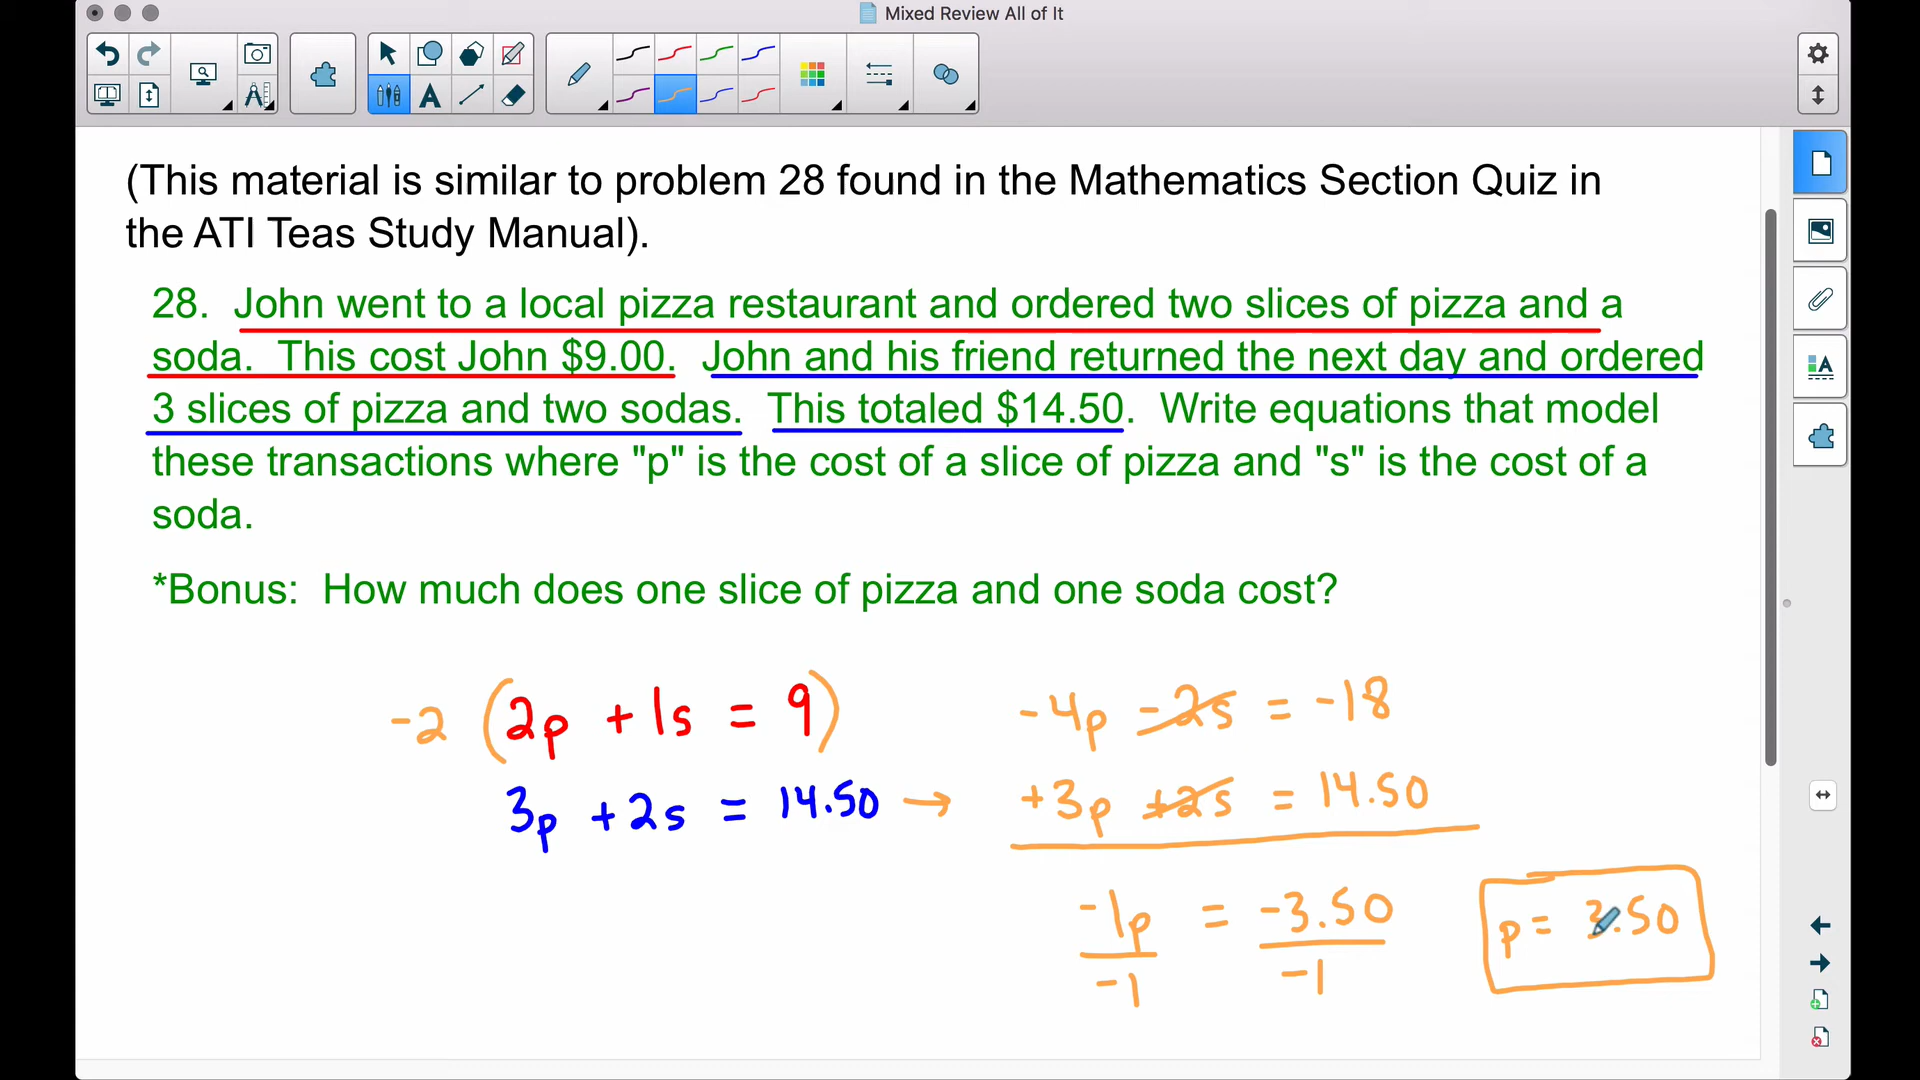 Mixed Review All of It
(This material is similar to problem 28 found in the Mathematics Section Quiz in
the ATI Teas Study Manual).
28. John went to a local pizza restaurant and ordered two slices of pizza and a
soda. This cost John $9.00. John and his friend returned the next day and ordered
3 slices of pizza and two sodas. This totaled $14.50. Write equations that model
these transactions where "p" is the cost of a slice of pizza and "s" is the cost of a
soda.
*Bonus: How much does one slice of pizza and one soda cost?
-2 (2p + 1s = 9)
3p + 2s = 14.50 →
-4p - 2s = -18
+3p + 2s = 14.50
-1p = -3.50
-1 -1
p = 3.50